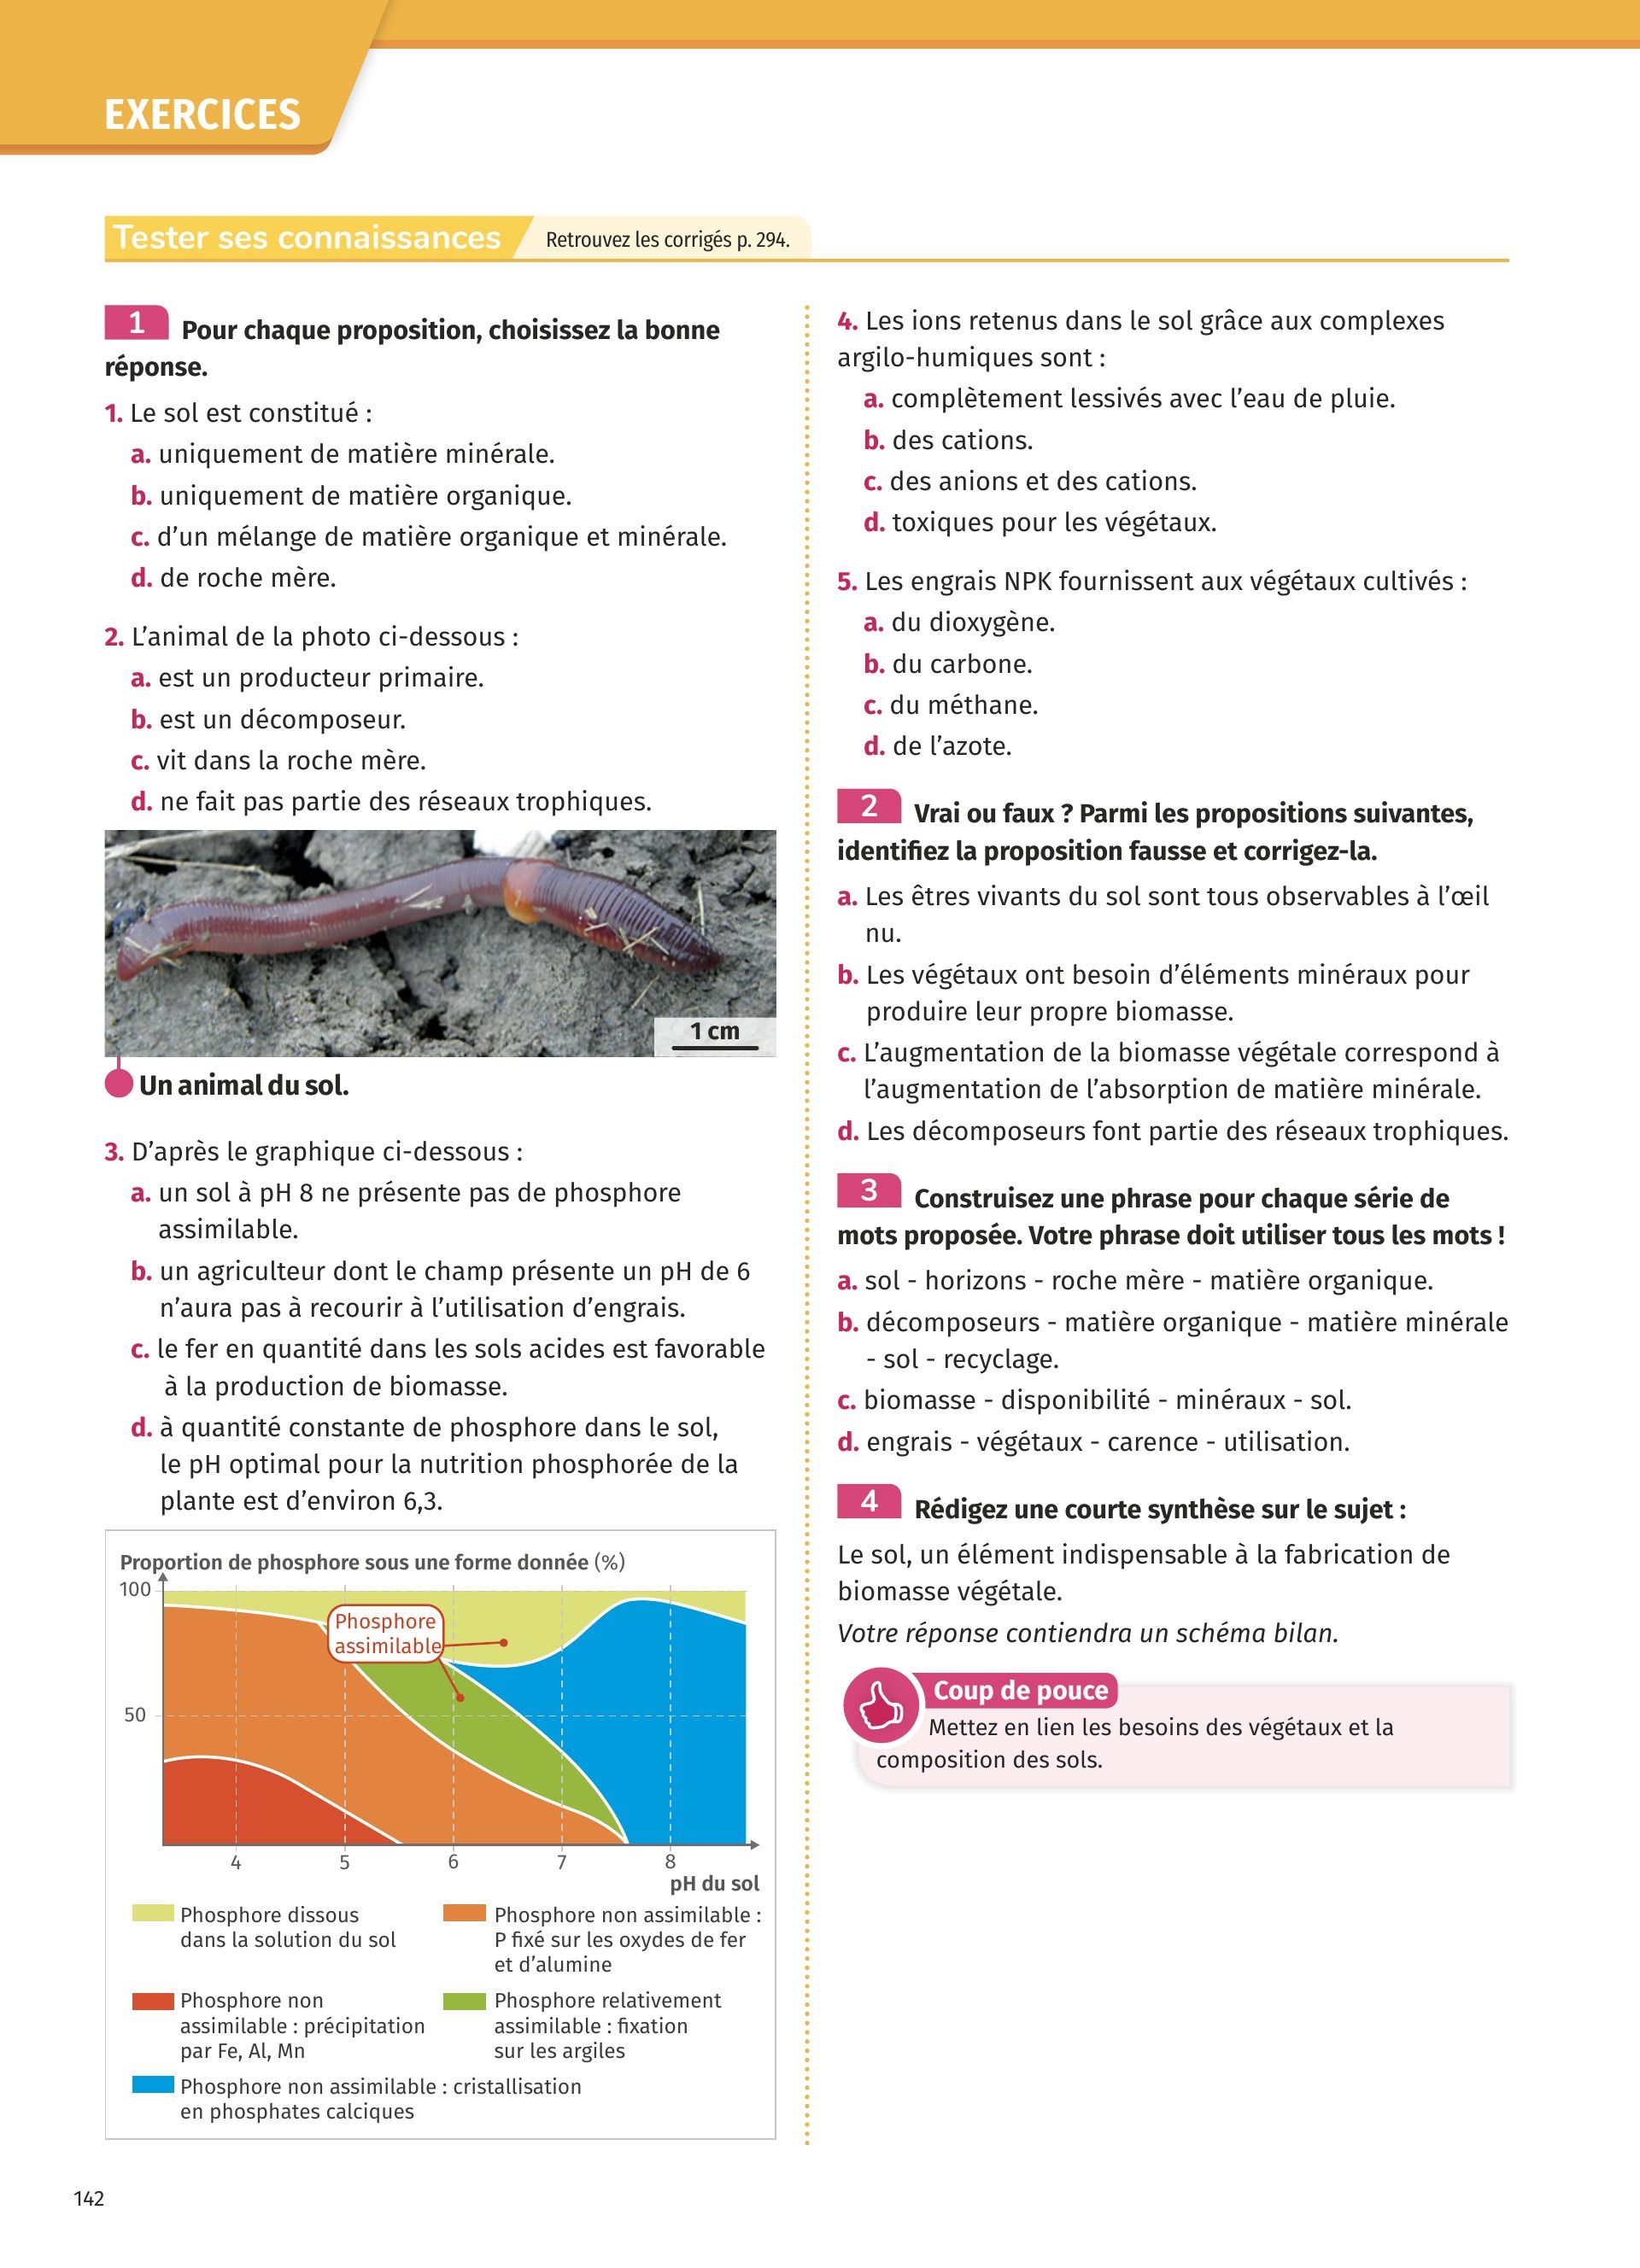 EXERCICES
Tester ses connaissances
Retrouvez les corrigés p. 294.
1 Pour chaque proposition, choisissez la bonne
réponse.
1. Le sol est constitué :
a. uniquement de matière minérale.
b. uniquement de matière organique.
c. d'un mélange de matière organique et minérale.
d. de roche mère.
2. L'animal de la photo ci-dessous :
a. est un producteur primaire.
b. est un décomposeur.
c. vit dans la roche mère.
d. ne fait pas partie des réseaux trophiques.
1 cm
Un animal du sol.
3. D'après le graphique ci-dessous :
a. un sol à pH 8 ne présente pas de phosphore
assimilable.
b. un agriculteur dont le champ présente un pH de 6
n'aura pas à recourir à l'utilisation d'engrais.
c. le fer en quantité dans les sols acides est favorable
à la production de biomasse.
d. à quantité constante de phosphore dans le sol,
le pH optimal pour la nutrition phosphorée de la
plante est d'environ 6,3.
Proportion de phosphore sous une forme donnée (%)
100
Phosphore
assimilable
50
4 5 6 7 8
pH du sol
Phosphore dissous
dans la solution du sol
Phosphore non assimilable :
P fixé sur les oxydes de fer
et d'alumine
Phosphore non
assimilable : précipitation
par Fe, Al, Mn
Phosphore relativement
assimilable : fixation
sur les argiles
Phosphore non assimilable : cristallisation
en phosphates calciques
4. Les ions retenus dans le sol grâce aux complexes
argilo-humiques sont :
a. complètement lessivés avec l'eau de pluie.
b. des cations.
c. des anions et des cations.
d. toxiques pour les végétaux.
5. Les engrais NPK fournissent aux végétaux cultivés :
a. du dioxygène.
b. du carbone.
c. du méthane.
d. de l'azote.
2 Vrai ou faux ? Parmi les propositions suivantes,
identifiez la proposition fausse et corrigez-la.
a. Les êtres vivants du sol sont tous observables à l'œil
nu.
b. Les végétaux ont besoin d'éléments minéraux pour
produire leur propre biomasse.
c. L'augmentation de la biomasse végétale correspond à
l'augmentation de l'absorption de matière minérale.
d. Les décomposeurs font partie des réseaux trophiques.
3 Construisez une phrase pour chaque série de
mots proposée. Votre phrase doit utiliser tous les mots !
a. sol - horizons - roche mère - matière organique.
b. décomposeurs - matière organique - matière minérale
- sol - recyclage.
c. biomasse - disponibilité - minéraux - sol.
d. engrais - végétaux - carence - utilisation.
4 Rédigez une courte synthèse sur le sujet :
Le sol, un élément indispensable à la fabrication de
biomasse végétale.
Votre réponse contiendra un schéma bilan.
Coup de pouce
Mettez en lien les besoins des végétaux et la
composition des sols.
142